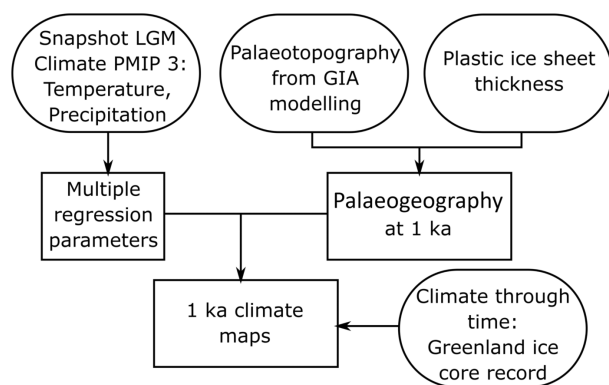 Snapshot LGM
Climate PMIP 3:
Temperature,
Precipitation
Palaeotopography
from GIA
modelling
Plastic ice sheet
thickness
Multiple
regression
parameters
Palaeogeography
at 1 ka
1 ka climate
maps
Climate through
time:
Greenland ice
core record